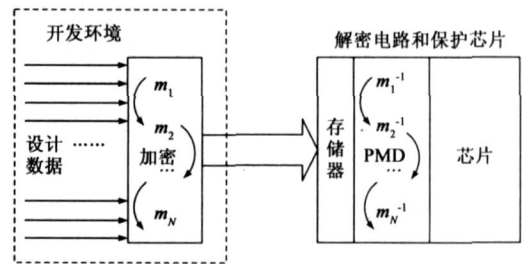 开发环境
m1
m2
加密
...
mN
设计 ……
数据
解密电路和保护芯片
存储器
m1-1
m2-1
PMD
...
mN-1
芯片